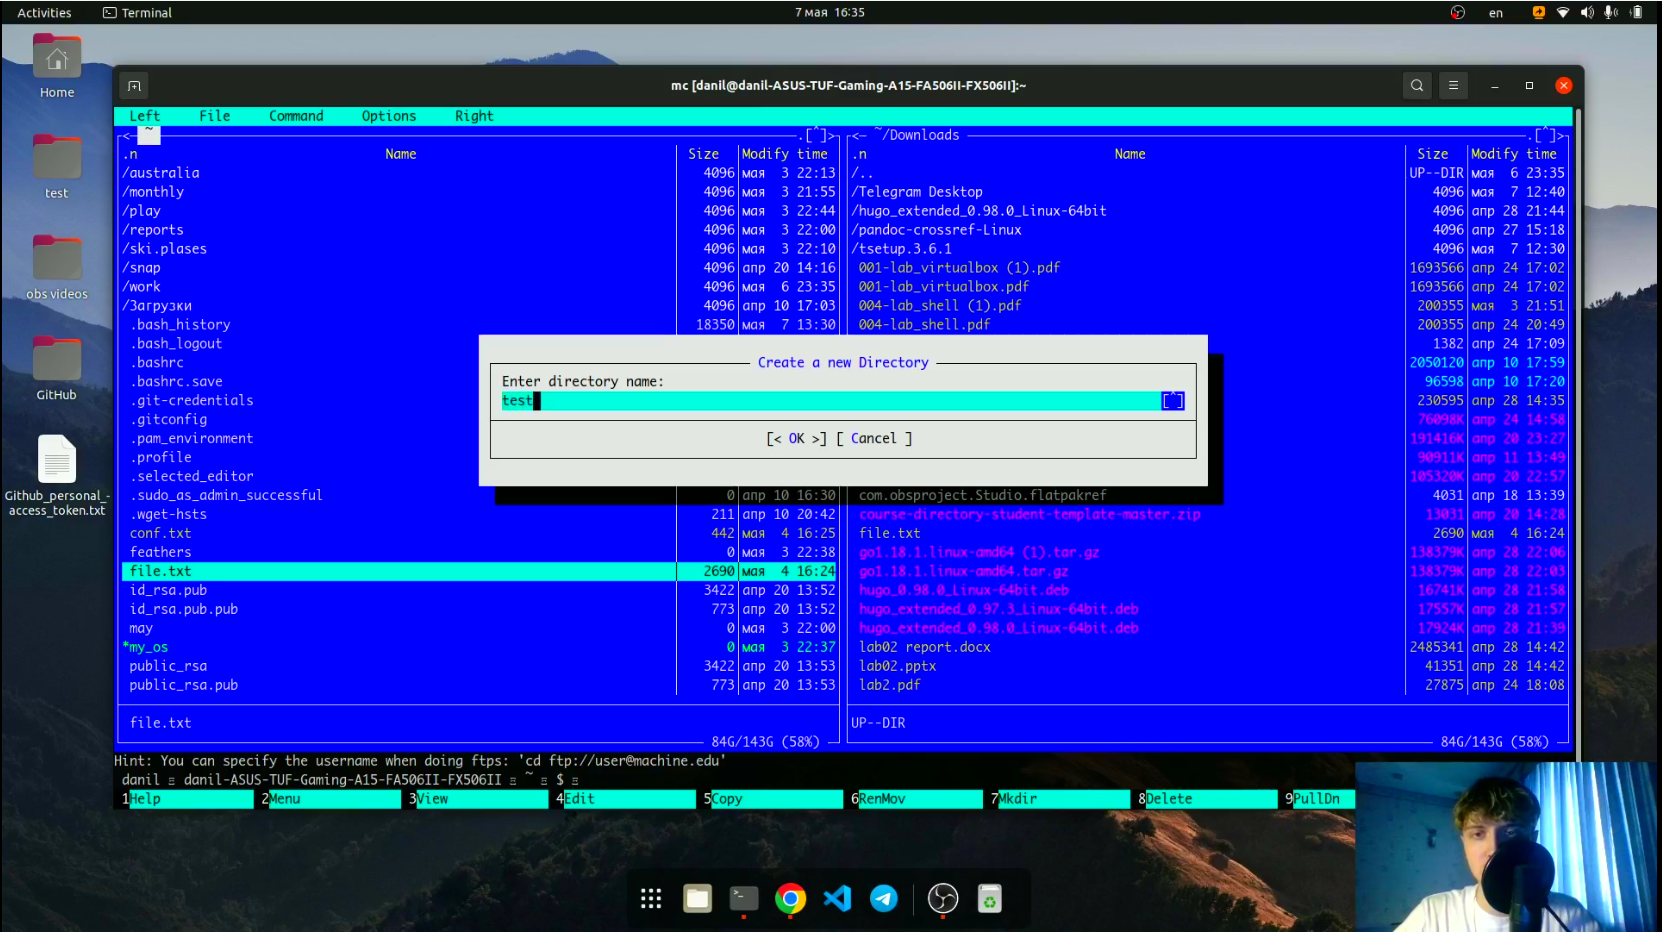 Activities
Terminal
7 мая 16:35
en
Home
test
obs videos
GitHub
Github_personal_-
access_token.txt
mc [danil@danil-ASUS-TUF-Gaming-A15-FA506II-FX506II]:~
Left File Command Options Right
<— ~ .[^]>
.n Name Size Modify time
/australia 4096 мая 3 22:13
/monthly 4096 мая 3 21:55
/play 4096 мая 3 22:44
/reports 4096 мая 3 22:00
/ski.plases 4096 мая 3 22:10
/snap 4096 апр 20 14:16
/work 4096 мая 6 23:35
/Загрузки 4096 апр 10 17:03
.bash_history 18350 мая 7 13:30
.bash_logout
.bashrc
.bashrc.save
.git-credentials
.gitconfig
.pam_environment
.profile
.selected_editor
.sudo_as_admin_successful 0 апр 10 16:30
.wget-hsts 211 апр 10 20:42
conf.txt 442 мая 4 16:25
feathers 0 мая 3 22:38
file.txt 2690 мая 4 16:24
id_rsa.pub 3422 апр 20 13:52
id_rsa.pub.pub 773 апр 20 13:52
may 0 мая 3 22:00
*my_os 0 мая 3 22:37
public_rsa 3422 апр 20 13:53
public_rsa.pub 773 апр 20 13:53
file.txt
84G/143G (58%)
<— ~/Downloads .[^]>
.n Name Size Modify time
/.. UP--DIR мая 6 23:35
/Telegram Desktop 4096 мая 7 12:40
/hugo_extended_0.98.0_Linux-64bit 4096 апр 28 21:44
/pandoc-crossref-Linux 4096 апр 27 15:18
/tsetup.3.6.1 4096 мая 7 12:30
001-lab_virtualbox (1).pdf 1693566 апр 24 17:02
001-lab_virtualbox.pdf 1693566 апр 24 17:02
004-lab_shell (1).pdf 200355 мая 3 21:51
004-lab_shell.pdf 200355 апр 24 20:49
1382 апр 24 17:09
2050120 апр 10 17:59
96598 апр 10 17:20
230595 апр 28 14:35
76098K апр 24 14:58
191416K апр 20 23:27
90911K апр 11 13:49
105320K апр 20 22:57
com.obsproject.Studio.flatpakref 4031 апр 18 13:39
course-directory-student-template-master.zip 13031 апр 20 14:28
file.txt 2690 мая 4 16:24
go1.18.1.linux-amd64 (1).tar.gz 138379K апр 28 22:06
go1.18.1.linux-amd64.tar.gz 138379K апр 28 22:03
hugo_0.98.0_Linux-64bit.deb 16741K апр 28 21:58
hugo_extended_0.97.3_Linux-64bit.deb 17557K апр 28 21:57
hugo_extended_0.98.0_Linux-64bit.deb 17924K апр 28 21:39
lab02 report.docx 2485341 апр 28 14:42
lab02.pptx 41351 апр 28 14:42
lab2.pdf 27875 апр 24 18:08
UP--DIR
84G/143G (58%)
Create a new Directory
Enter directory name:
test [^]
[< OK >] [ Cancel ]
Hint: You can specify the username when doing ftps: 'cd ftp://user@machine.edu'
danil danil-ASUS-TUF-Gaming-A15-FA506II-FX506II ~ $
1Help 2Menu 3View 4Edit 5Copy 6RenMov 7Mkdir 8Delete 9PullDn